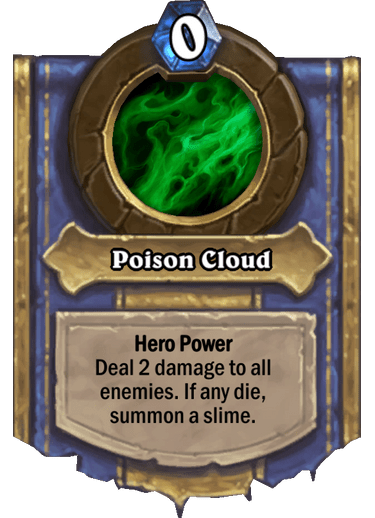 0
Poison Cloud
Hero Power
Deal 2 damage to all
enemies. If any die,
summon a slime.